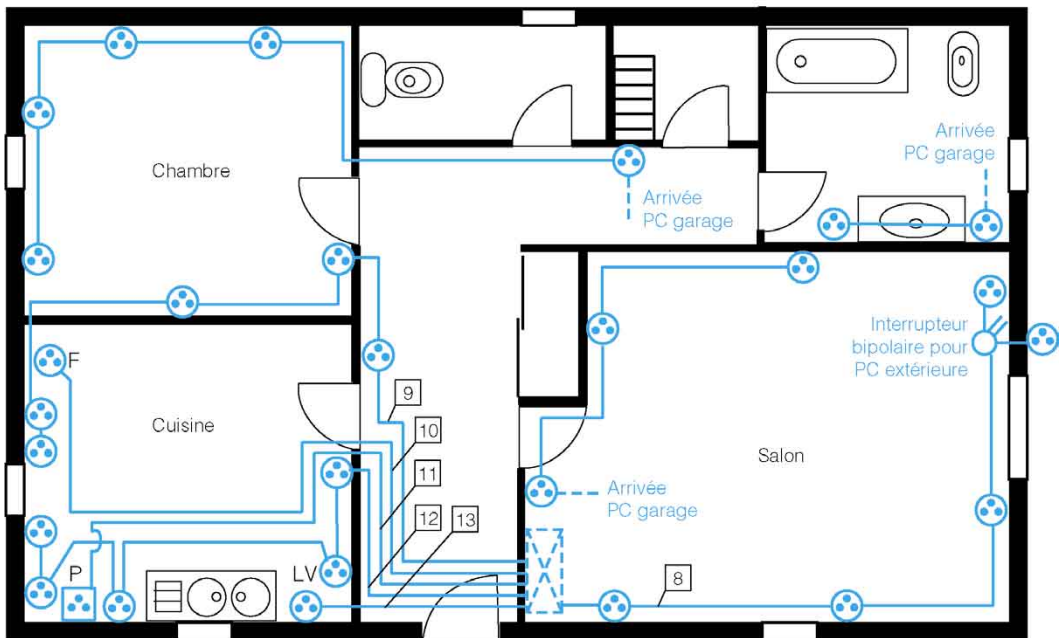 Chambre
Arrivée
PC garage
Arrivée
PC garage
Interrupteur
bipolaire pour
PC extérieure
F
Cuisine
9
10
11
12
13
Salon
Arrivée
PC garage
P
LV
8